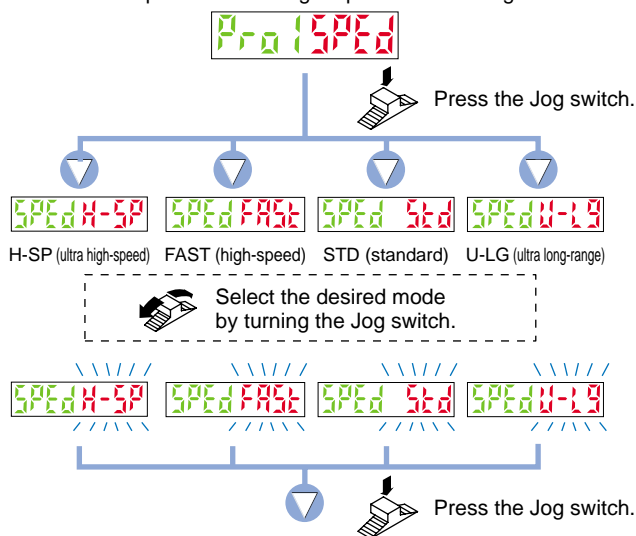 Pro1 SPEd
Press the Jog switch.
SPEd H-SP SPEd FASt SPEd Std SPEd U-LG
H-SP (ultra high-speed) FAST (high-speed) STD (standard) U-LG (ultra long-range)
Select the desired mode
by turning the Jog switch.
SPEd H-SP SPEd FASt SPEd Std SPEd U-LG
Press the Jog switch.